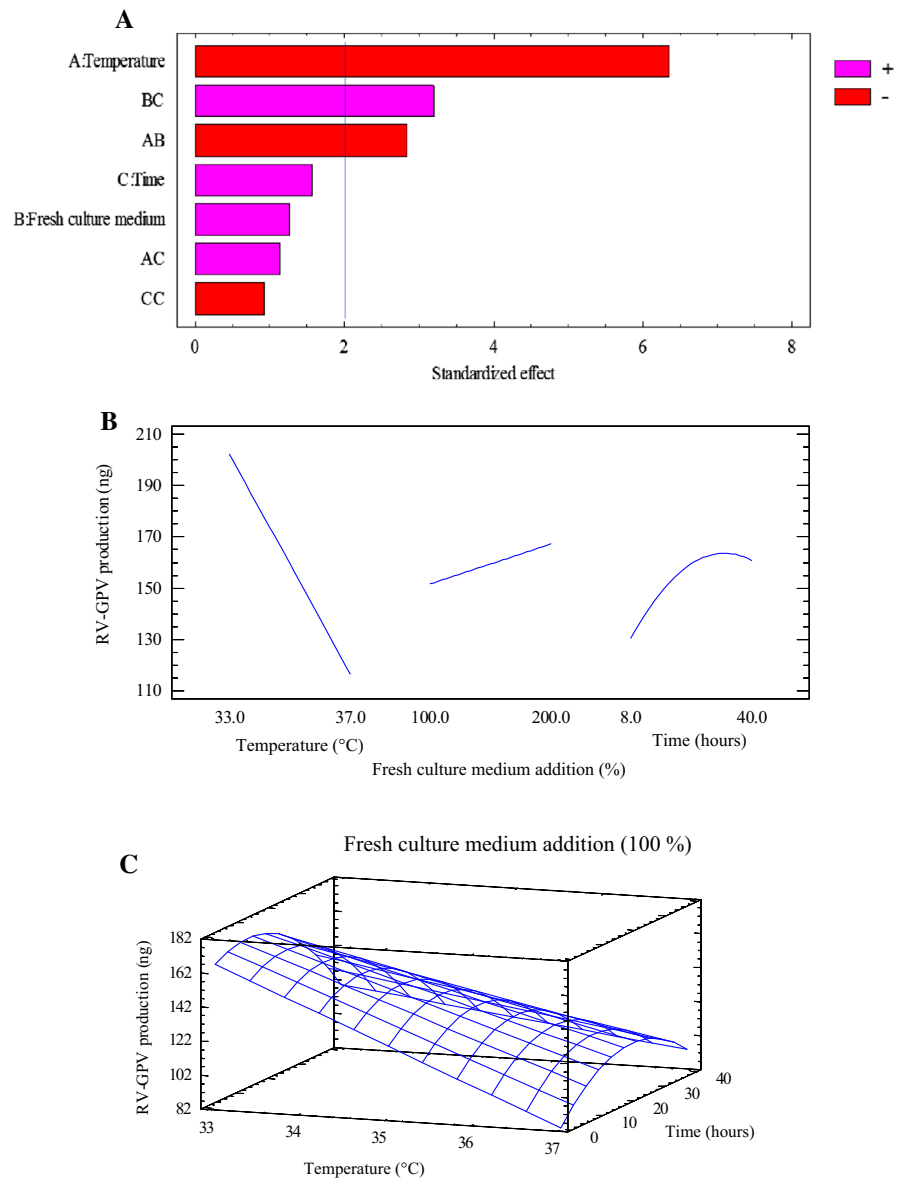 A
A:Temperature
BC
AB
C:Time
B:Fresh culture medium
AC
CC
+
-
0 2 4 6 8
Standardized effect
B
210
190
170
150
130
110
RV-GPV production (ng)
33.0 37.0 100.0 200.0 8.0 40.0
Temperature (°C)
Time (hours)
Fresh culture medium addition (%)
Fresh culture medium addition (100 %)
C
182
162
142
122
102
82
RV-GPV production (ng)
33 34 35 36 37
0 10 20 30 40
Time (hours)
Temperature (°C)